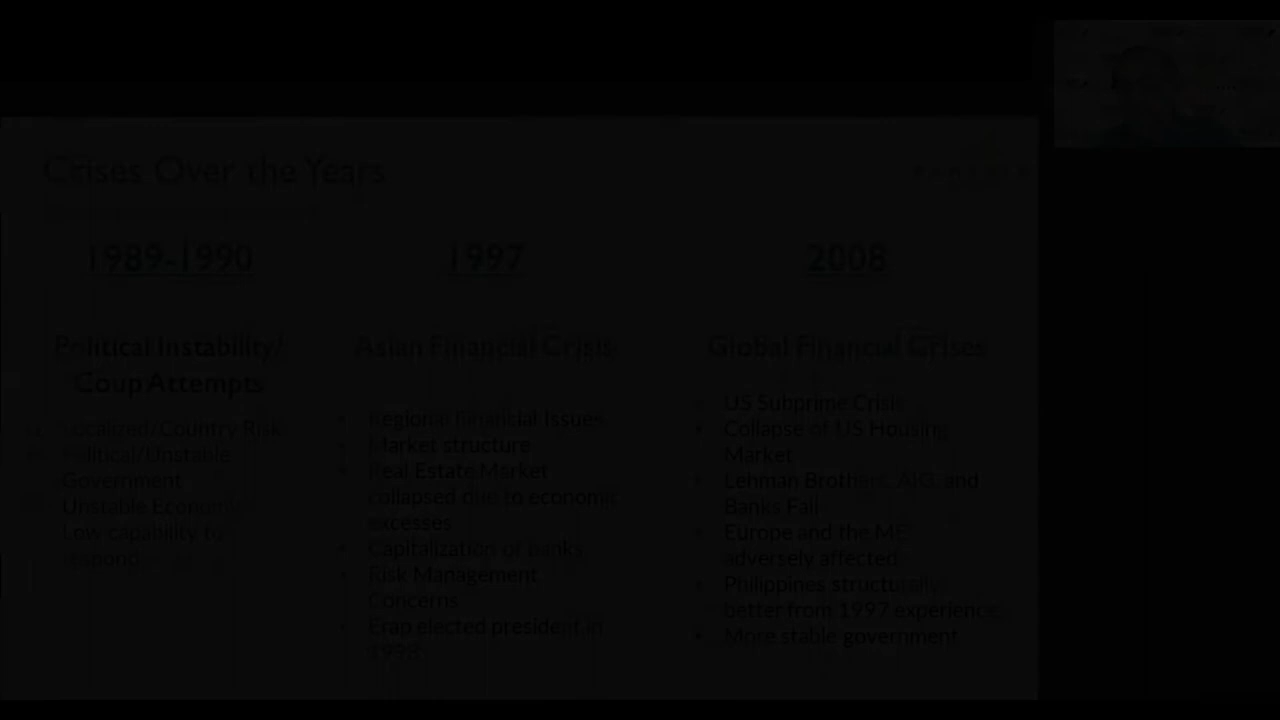 Crises Over the Years
1989-1990
Political Instability/
Coup Attempts
Localized/Country Risk
Political/Unstable
Government
Unstable Economy
Low capability to
respond
1997
Asian Financial Crisis
Regional financial Issues
Market structure
Real Estate Market
collapsed due to economic
excesses
Capitalization of banks
Risk Management
Concerns
Erap elected president in
1998
2008
Global Financial Crises
US Subprime Crisis
Collapse of US Housing
Market
Lehman Brothers, AIG, and
Banks Fail
Europe and the ME
adversely affected
Philippines structurally
better from 1997 experience
More stable government